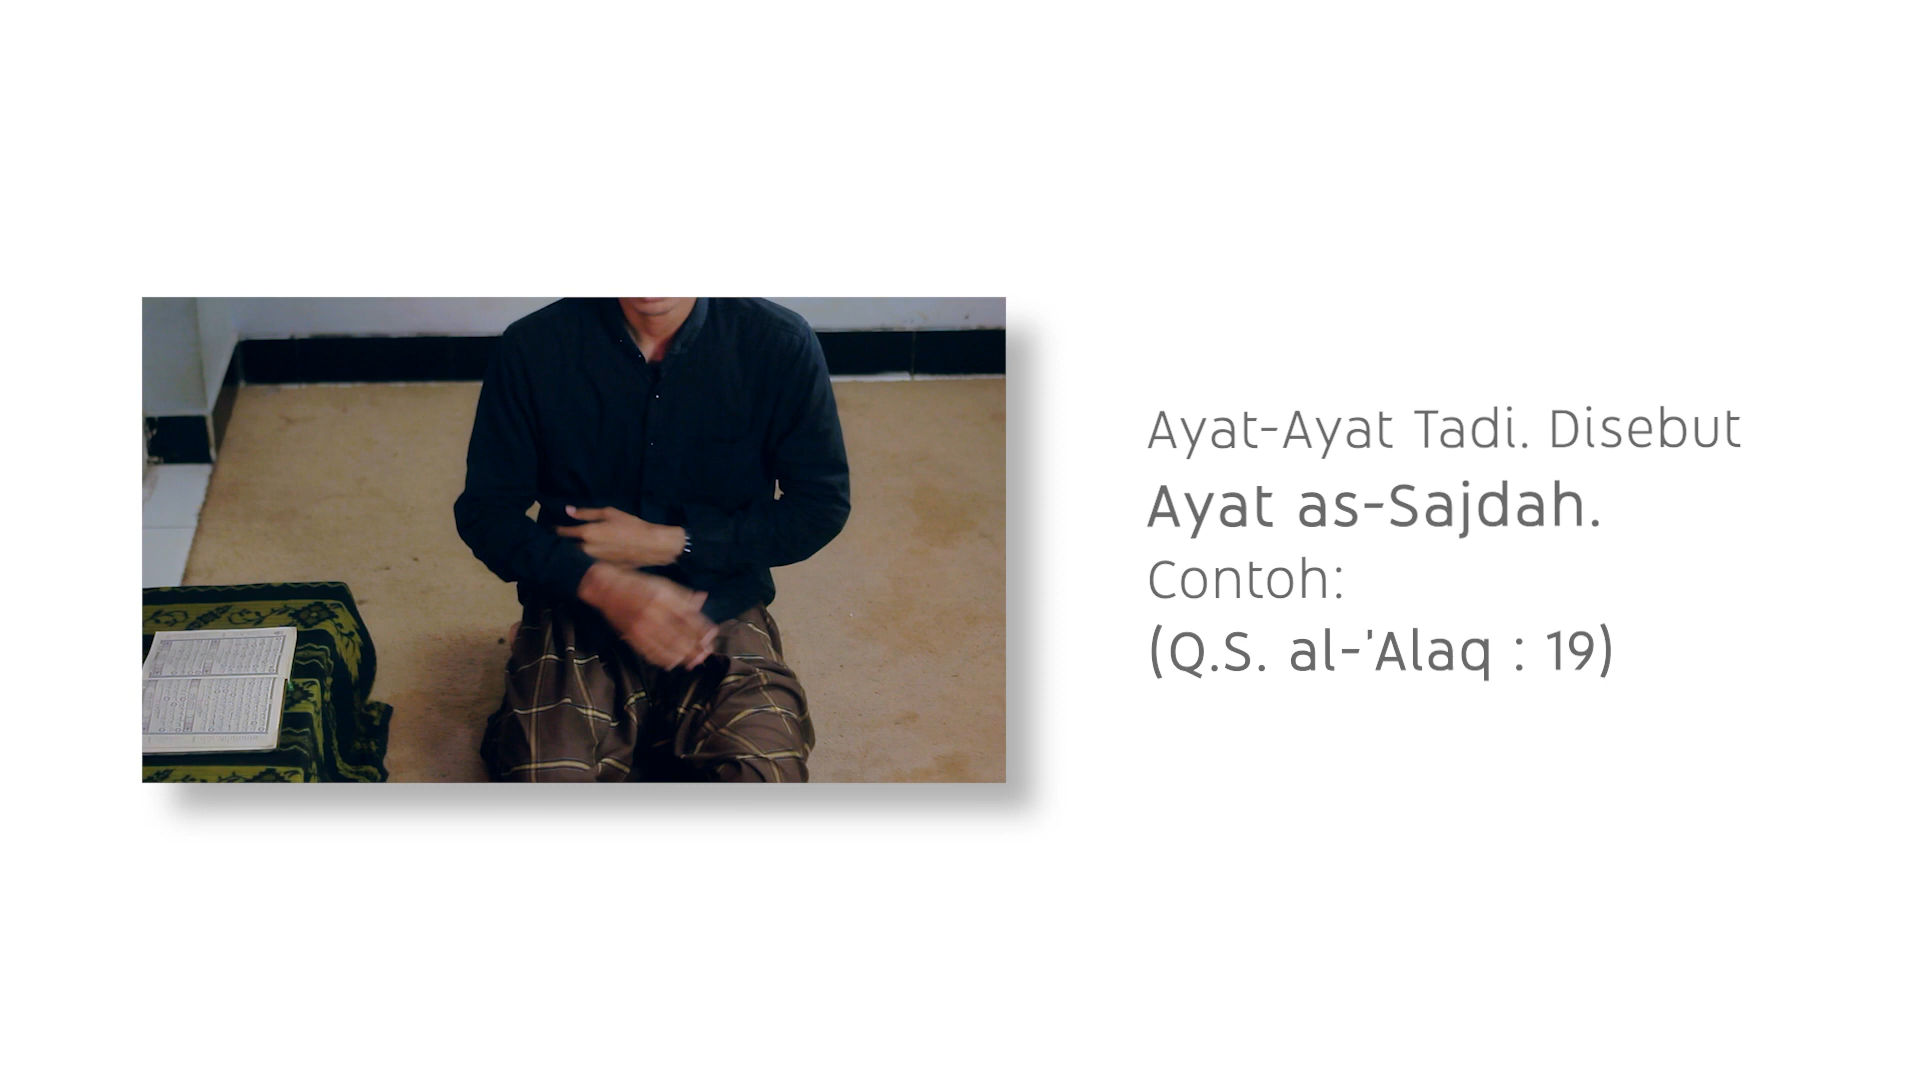 Ayat-Ayat Tadi. Disebut
Ayat as-Sajdah.
Contoh:
(Q.S. al-'Alaq : 19)